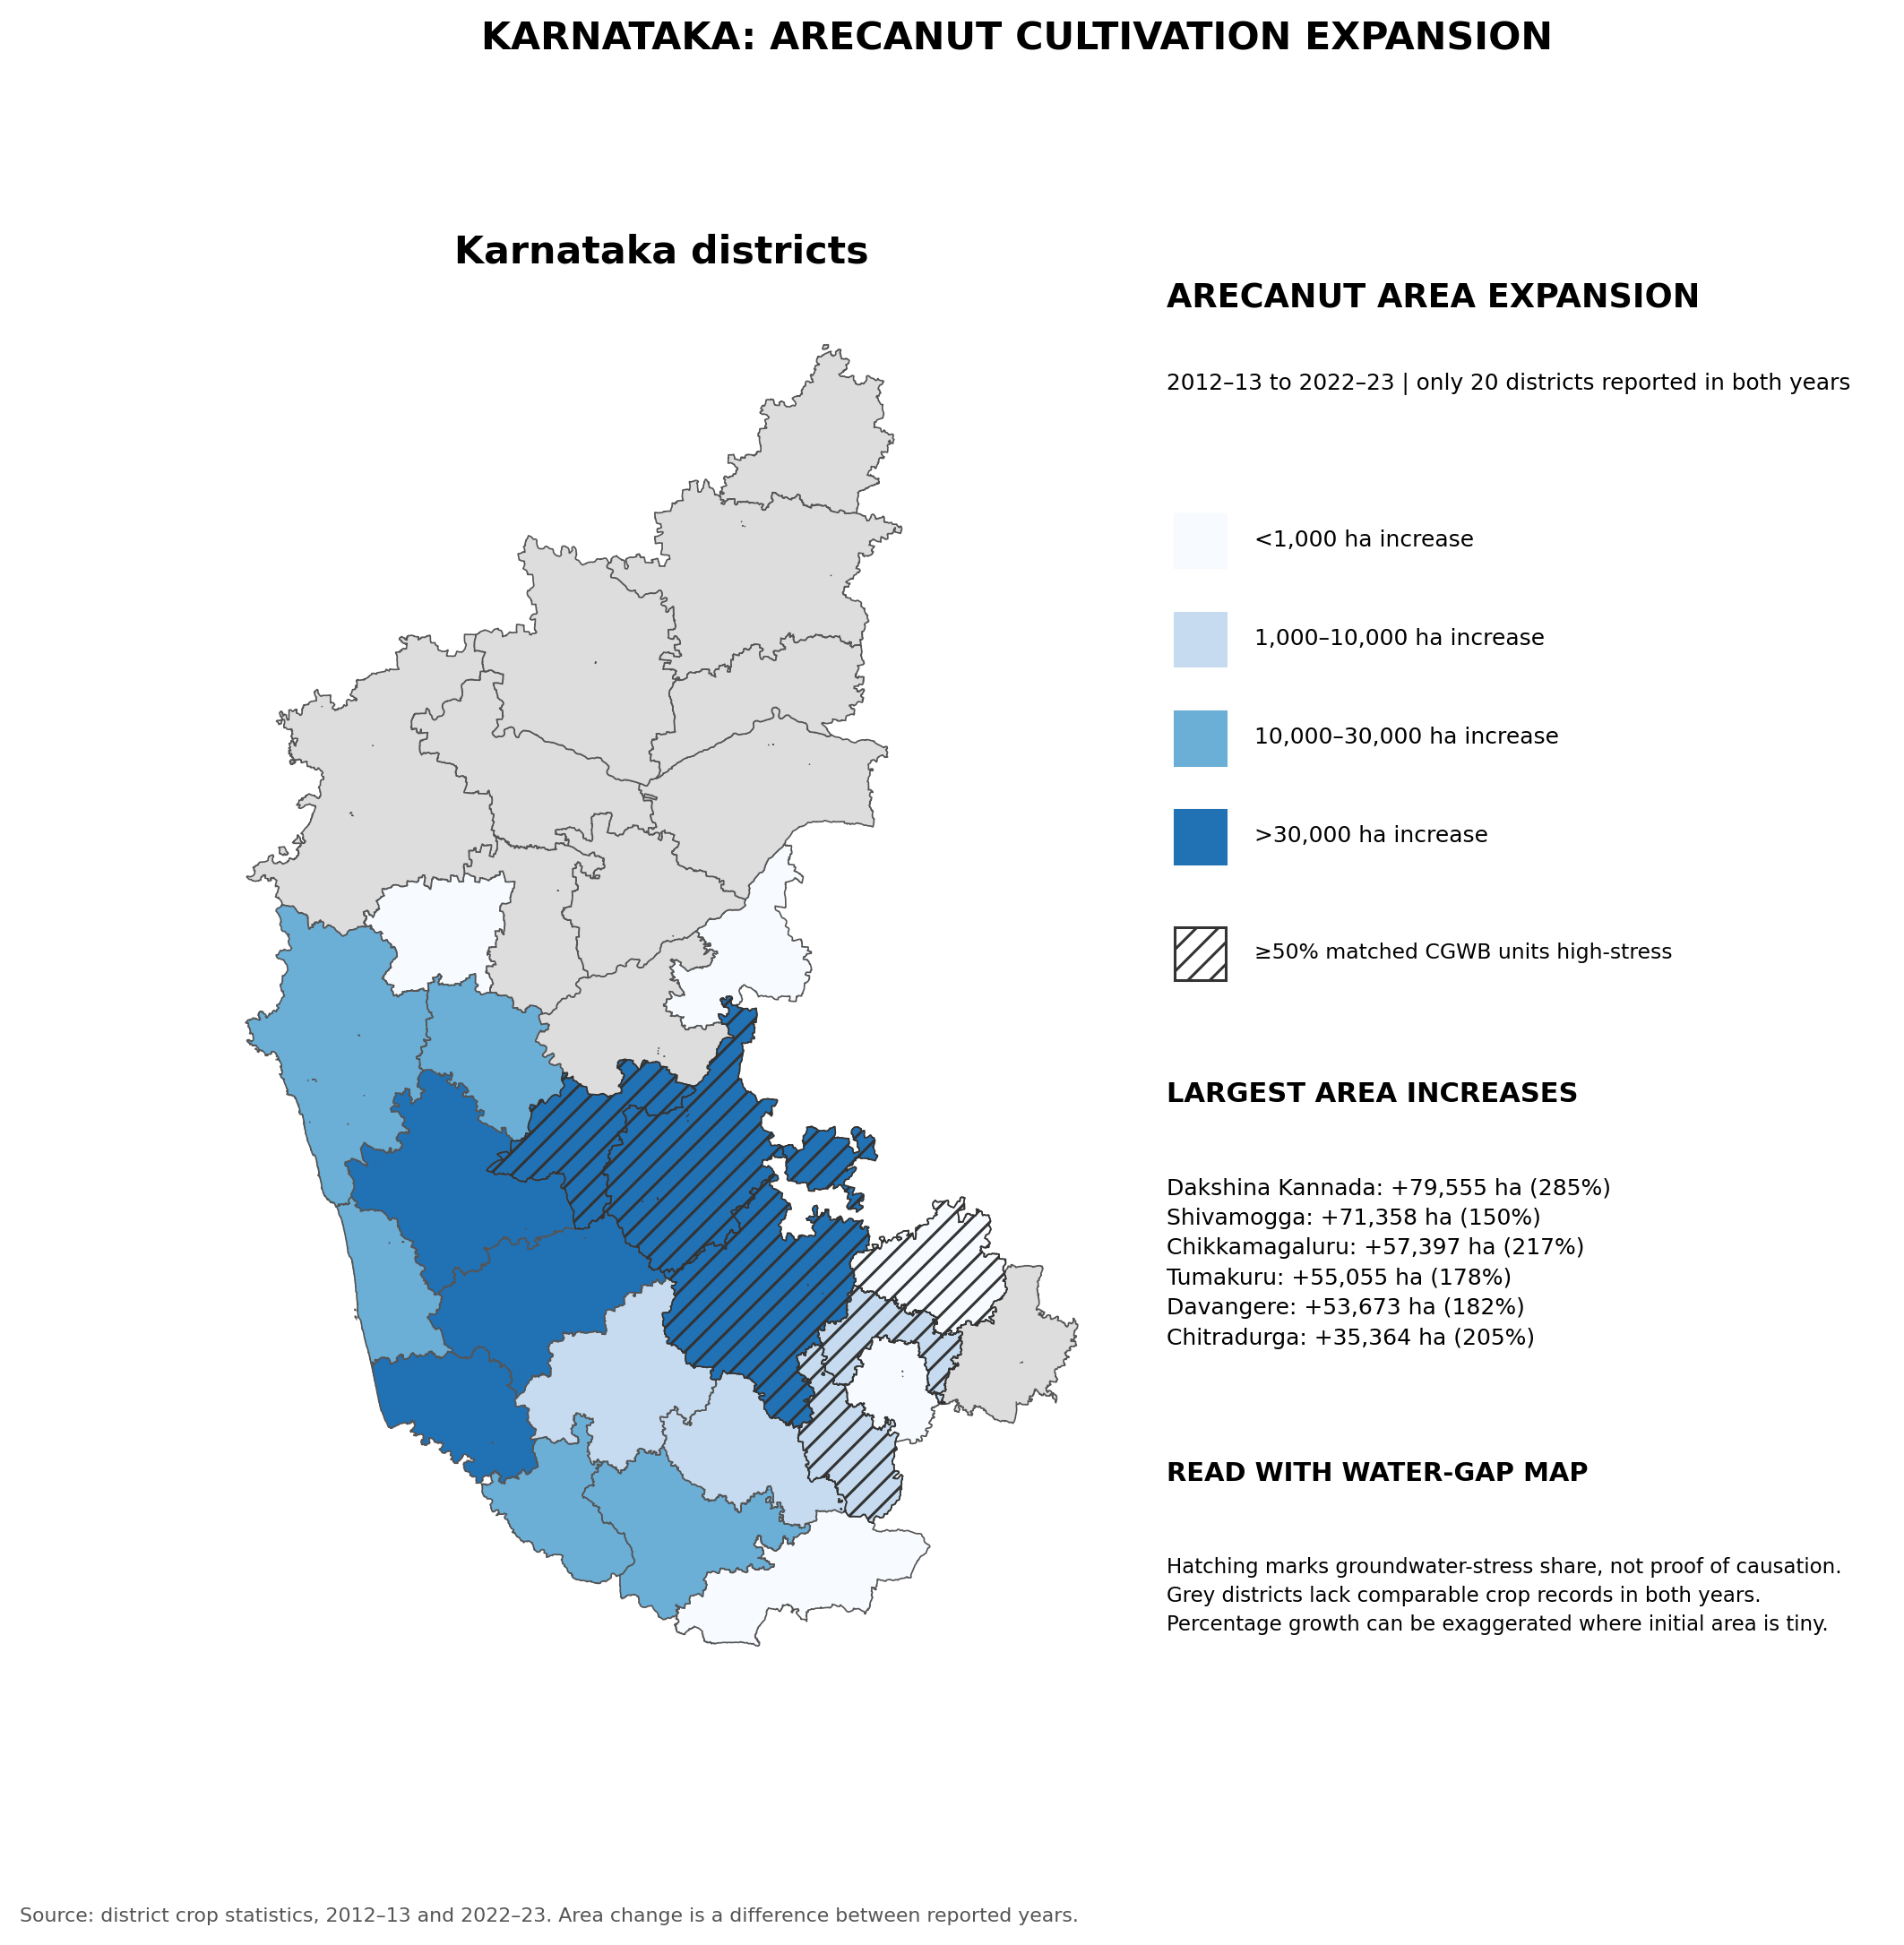 KARNATAKA: ARECANUT CULTIVATION EXPANSION
Karnataka districts
ARECANUT AREA EXPANSION
2012–13 to 2022–23 | only 20 districts reported in both years
<1,000 ha increase
1,000–10,000 ha increase
10,000–30,000 ha increase
>30,000 ha increase
≥50% matched CGWB units high-stress
LARGEST AREA INCREASES
Dakshina Kannada: +79,555 ha (285%)
Shivamogga: +71,358 ha (150%)
Chikkamagaluru: +57,397 ha (217%)
Tumakuru: +55,055 ha (178%)
Davangere: +53,673 ha (182%)
Chitradurga: +35,364 ha (205%)
READ WITH WATER-GAP MAP
Hatching marks groundwater-stress share, not proof of causation.
Grey districts lack comparable crop records in both years.
Percentage growth can be exaggerated where initial area is tiny.
Source: district crop statistics, 2012–13 and 2022–23. Area change is a difference between reported years.